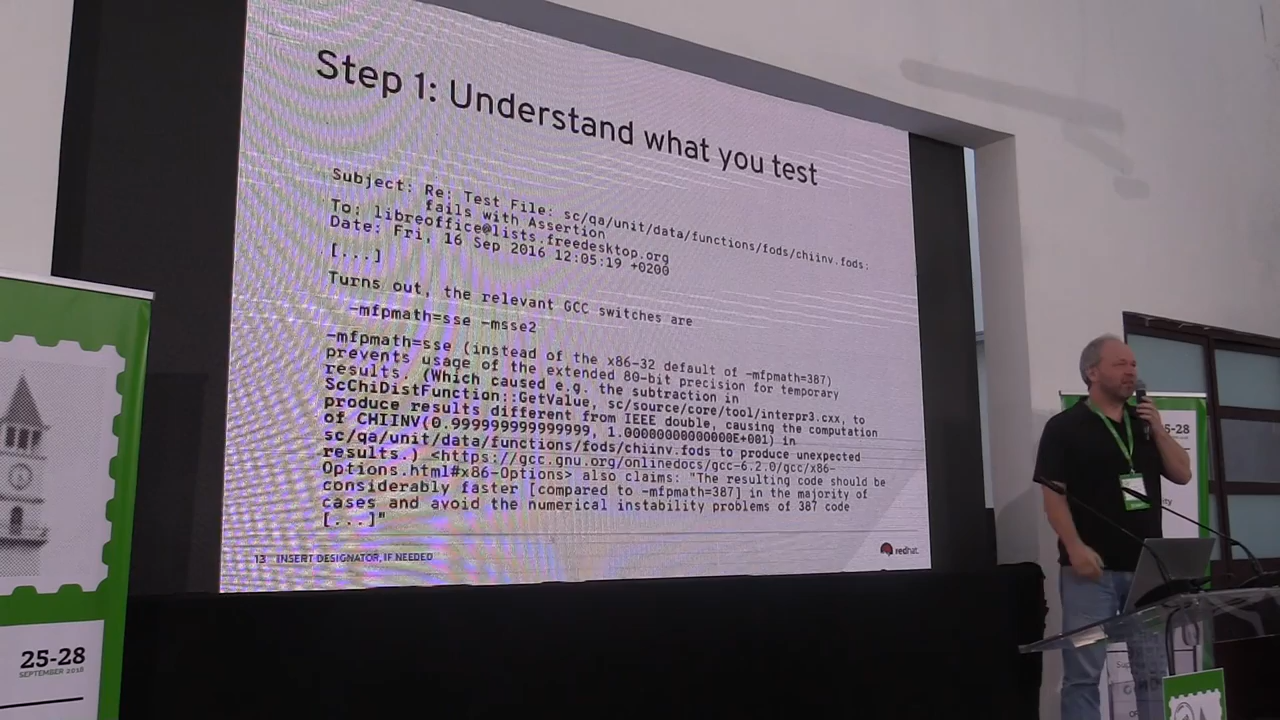 Step 1: Understand what you test
Subject: Re: Test File: sc/qa/unit/data/functions/fods/chiinv.fods:
fails with Assertion
To: libreoffice@lists.freedesktop.org
Date: Fri, 16 Sep 2016 12:05:19 +0200
[...]
Turns out, the relevant GCC switches are
-mfpmath=sse -msse2
-mfpmath=sse (instead of the x86-32 default of -mfpmath=387)
prevents usage of the extended 80-bit precision for temporary
results. (Which caused e.g. the subtraction in
ScChiDistFunction::GetValue, sc/source/core/tool/interpr3.cxx, to
produce results different from IEEE double, causing the computation
of CHIINV(0.999999999999999, 1.00000000000000E+001) in
sc/qa/unit/data/functions/fods/chiinv.fods to produce unexpected
results.) <https://gcc.gnu.org/onlinedocs/gcc-6.2.0/gcc/x86-
Options.html#x86-Options> also claims: "The resulting code should be
considerably faster [compared to -mfpmath=387] in the majority of
cases and avoid the numerical instability problems of 387 code
[...]"
13 INSERT DESIGNATOR, IF NEEDED
redhat.
25-28
SEPTEMBER 2018
5-28